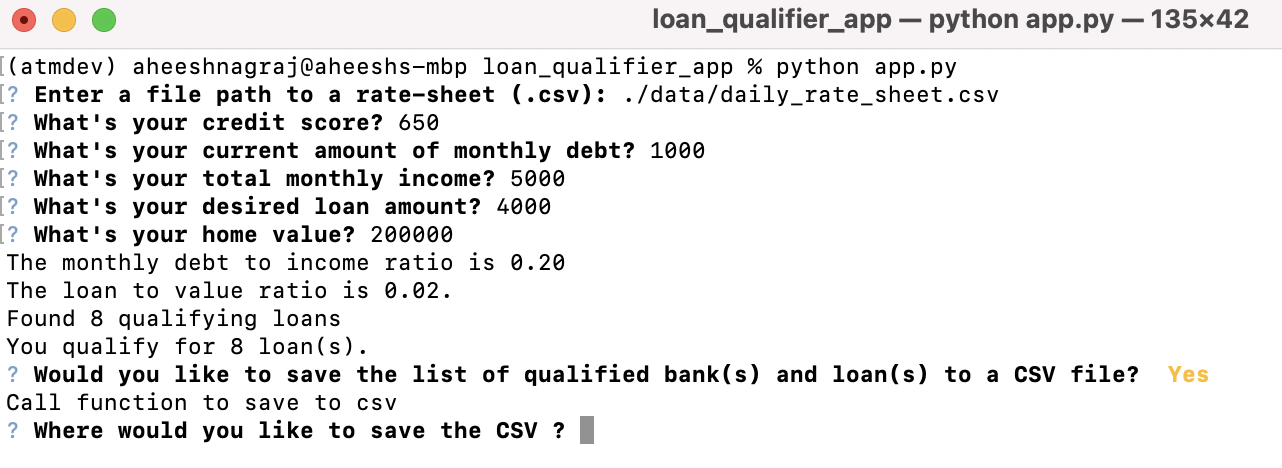 loan_qualifier_app — python app.py — 135×42
[(atmdev) aheeshnagraj@aheeshs-mbp loan_qualifier_app % python app.py
[? Enter a file path to a rate-sheet (.csv): ./data/daily_rate_sheet.csv
[? What's your credit score? 650
[? What's your current amount of monthly debt? 1000
[? What's your total monthly income? 5000
[? What's your desired loan amount? 4000
[? What's your home value? 200000
The monthly debt to income ratio is 0.20
The loan to value ratio is 0.02.
Found 8 qualifying loans
You qualify for 8 loan(s).
? Would you like to save the list of qualified bank(s) and loan(s) to a CSV file?  Yes
Call function to save to csv
? Where would you like to save the CSV ?